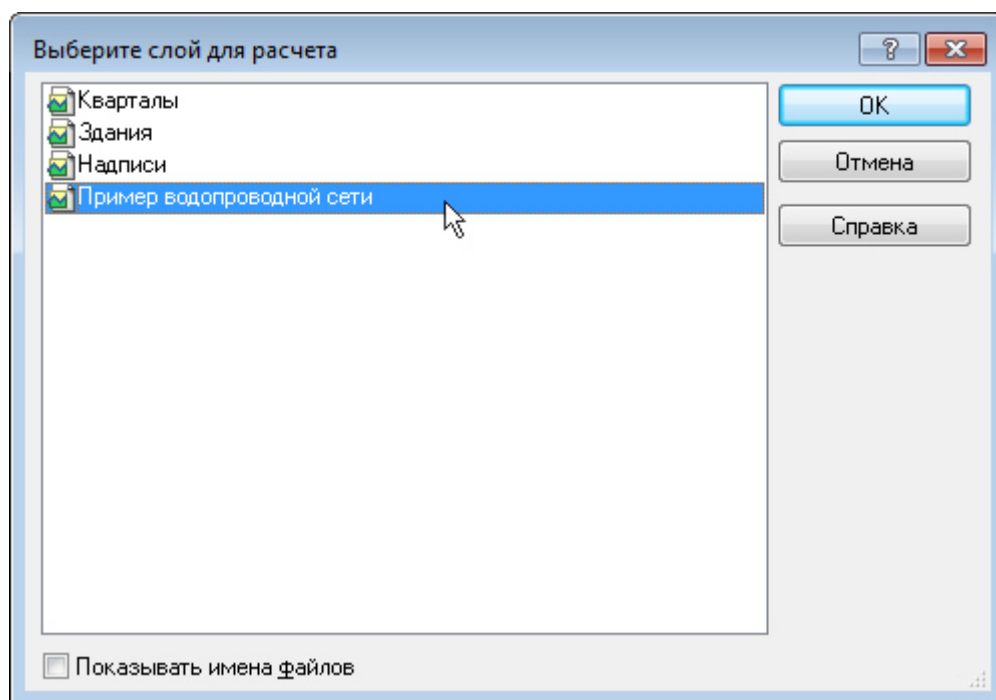 Выберите слой для расчета
Кварталы
Здания
Надписи
Пример водопроводной сети
OK
Отмена
Справка
Показывать имена файлов